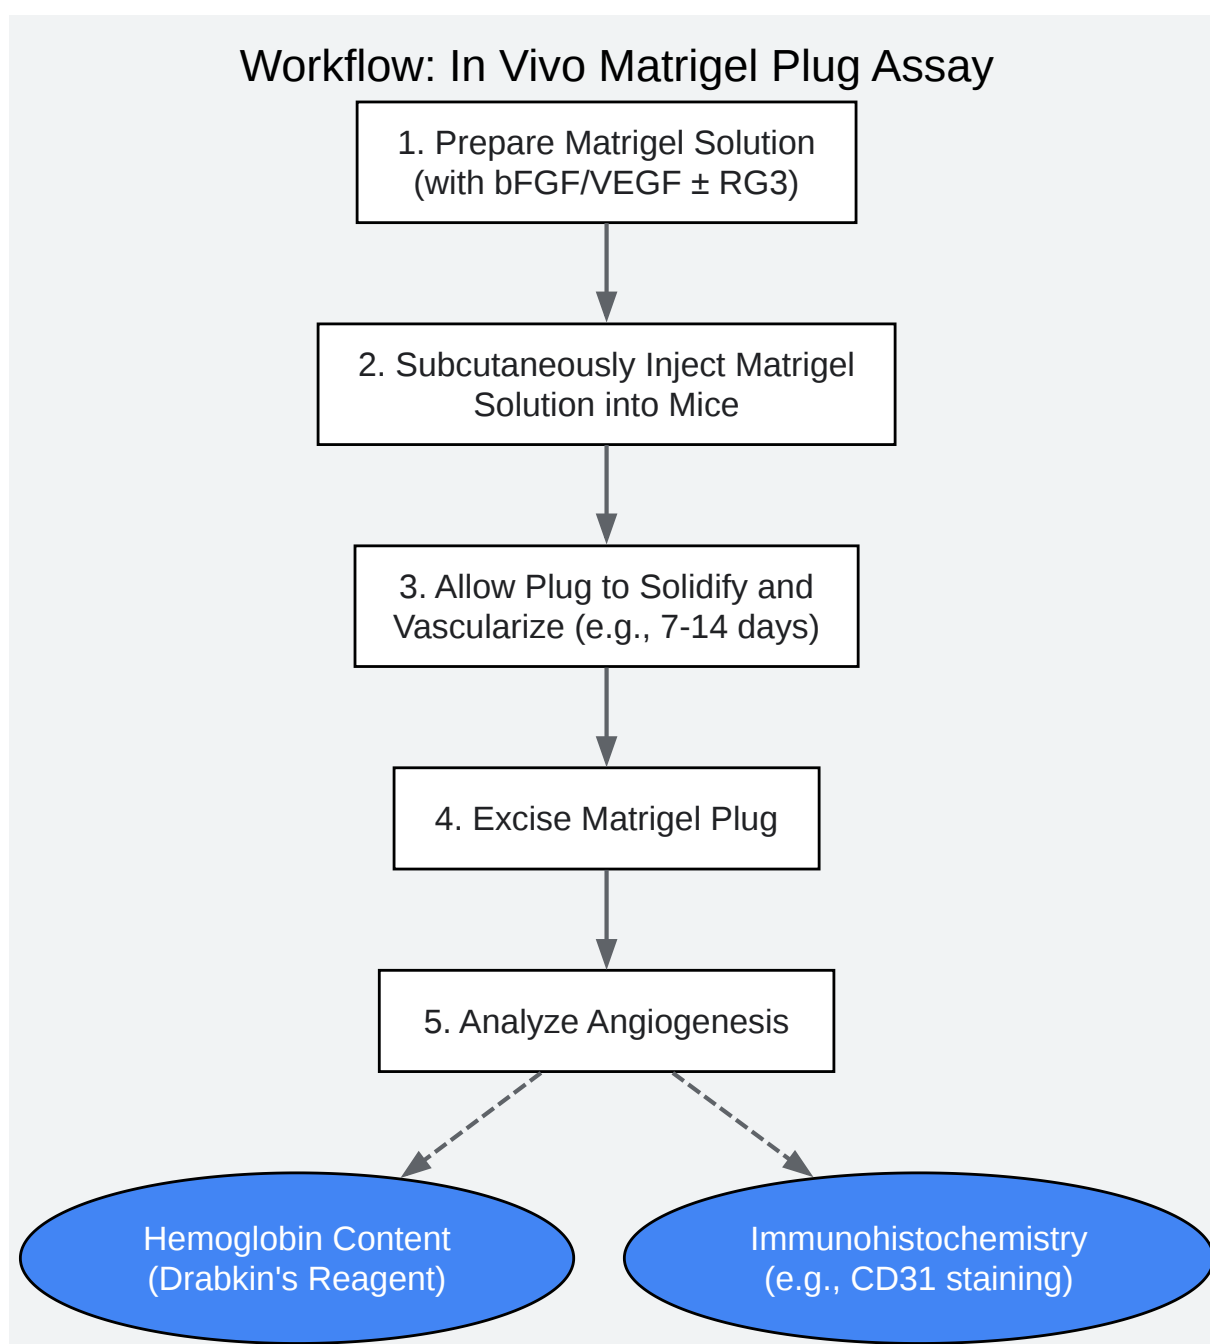 Workflow: In Vivo Matrigel Plug Assay
1. Prepare Matrigel Solution
(with bFGF/VEGF ± RG3)
2. Subcutaneously Inject Matrigel
Solution into Mice
3. Allow Plug to Solidify and
Vascularize (e.g., 7-14 days)
4. Excise Matrigel Plug
5. Analyze Angiogenesis
Hemoglobin Content
(Drabkin's Reagent)
Immunohistochemistry
(e.g., CD31 staining)